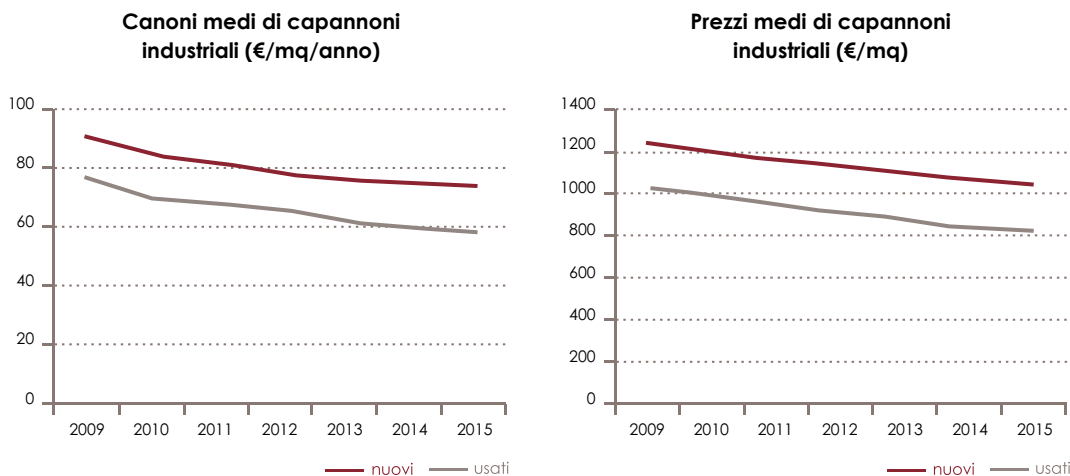 Canoni medi di capannoni
industriali (€/mq/anno)
100
80
60
40
20
0
2009 2010 2011 2012 2013 2014 2015
nuovi usati
Prezzi medi di capannoni
industriali (€/mq)
1400
1200
1000
800
600
400
200
0
2009 2010 2011 2012 2013 2014 2015
nuovi usati